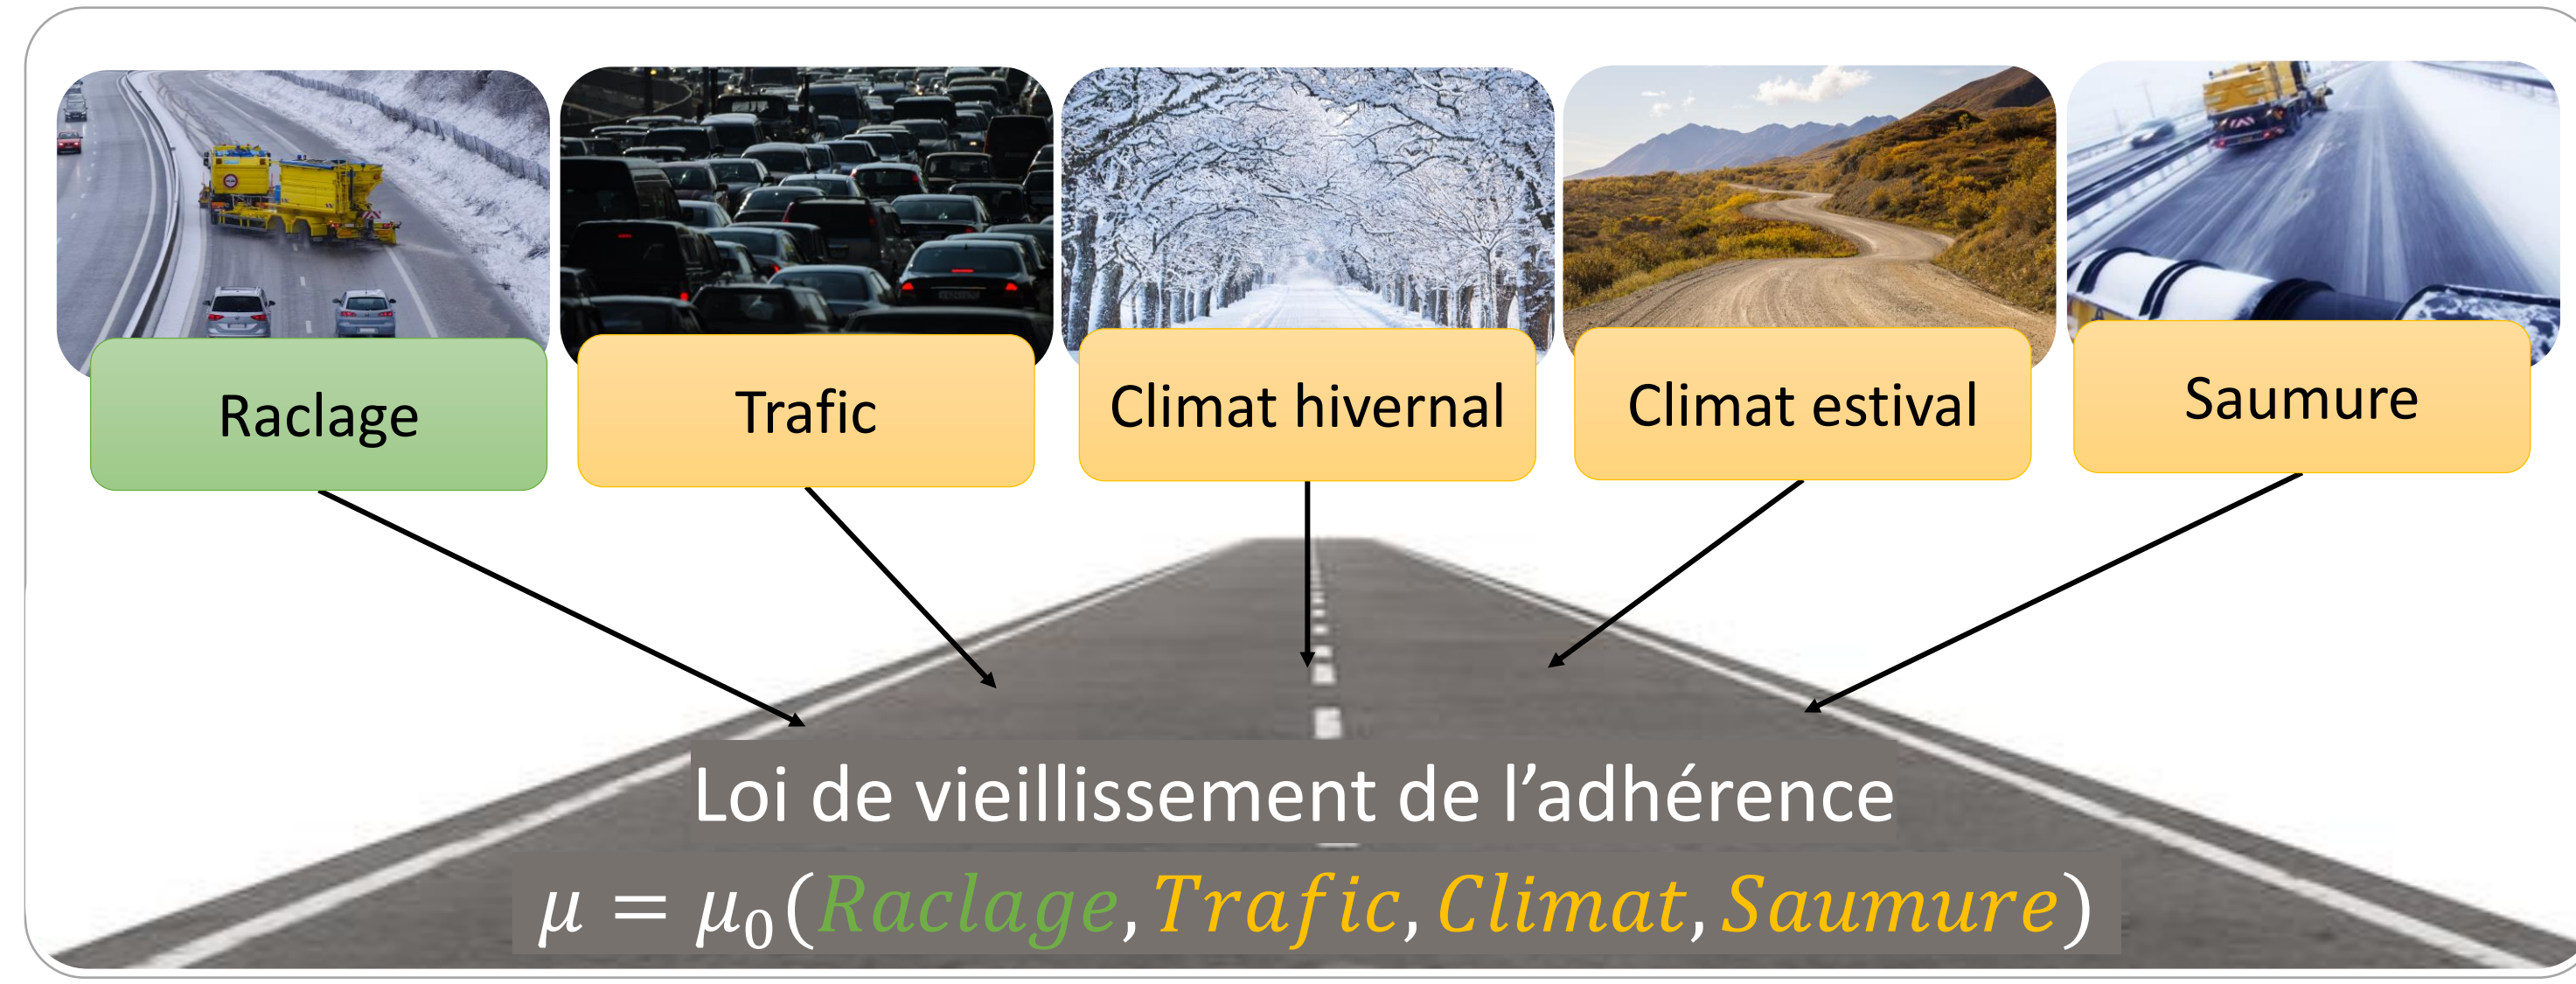 Raclage
Trafic
Climat hivernal
Climat estival
Saumure
Loi de vieillissement de l’adhérence
μ = μ₀(Raclage, Trafic, Climat, Saumure)